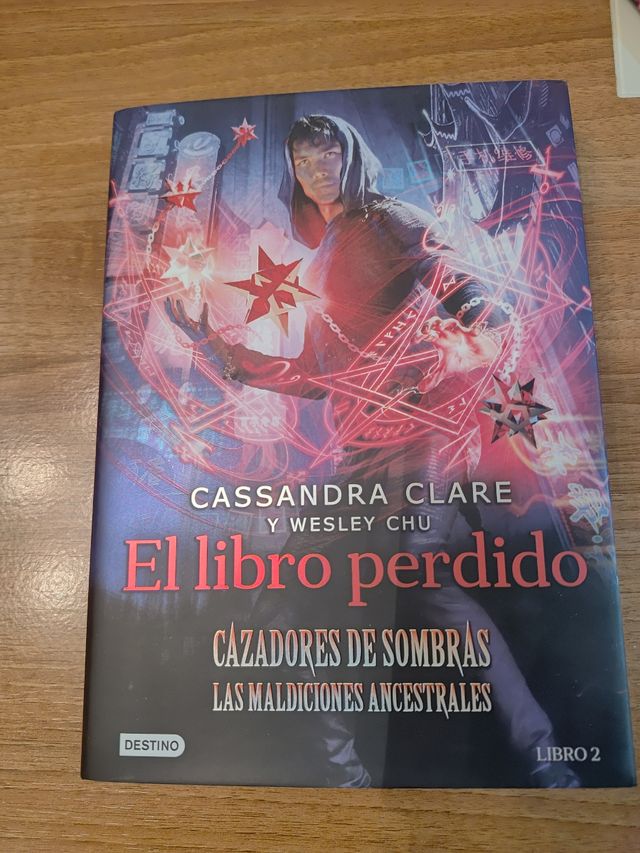 CASSANDRA CLARE
Y WESLEY CHU
El libro perdido
CAZADORES DE SOMBRAS
LAS MALDICIONES ANCESTRALES
DESTINO
LIBRO 2